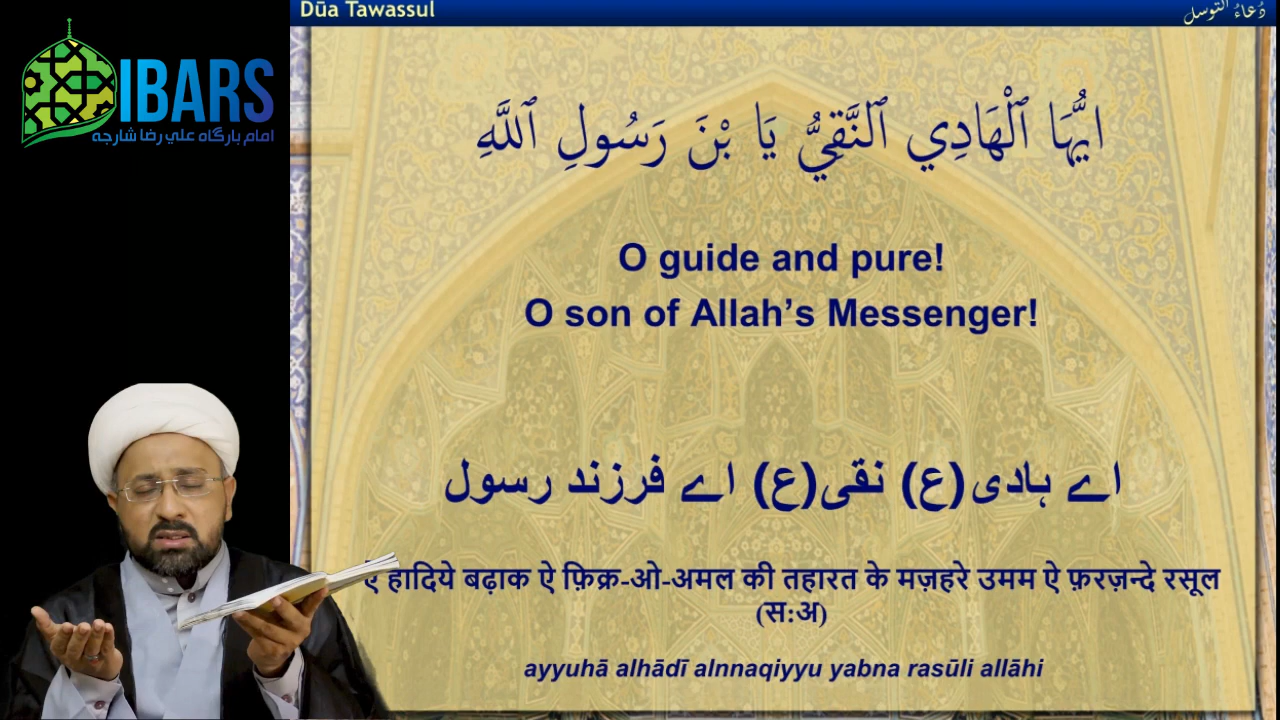 Dūa Tawassul
دُعَاءُ التوسل
IBARS
امام بارگاه علي رضا شارجه
ايُّهَا ٱلْهَادِي ٱلنَّقِيُّ يَا بْنَ رَسُولِ ٱللَّهِ
O guide and pure!
O son of Allah’s Messenger!
اے ہادی(ع) نقی(ع) اے فرزند رسول
ऐ हादिये बढ़ाक ऐ फ़िक्र-ओ-अमल की तहारत के मज़हरे उमम ऐ फ़रज़न्दे रसूल
(स:अ)
ayyuhā alhādī alnnaqiyyu yabna rasūli allāhi